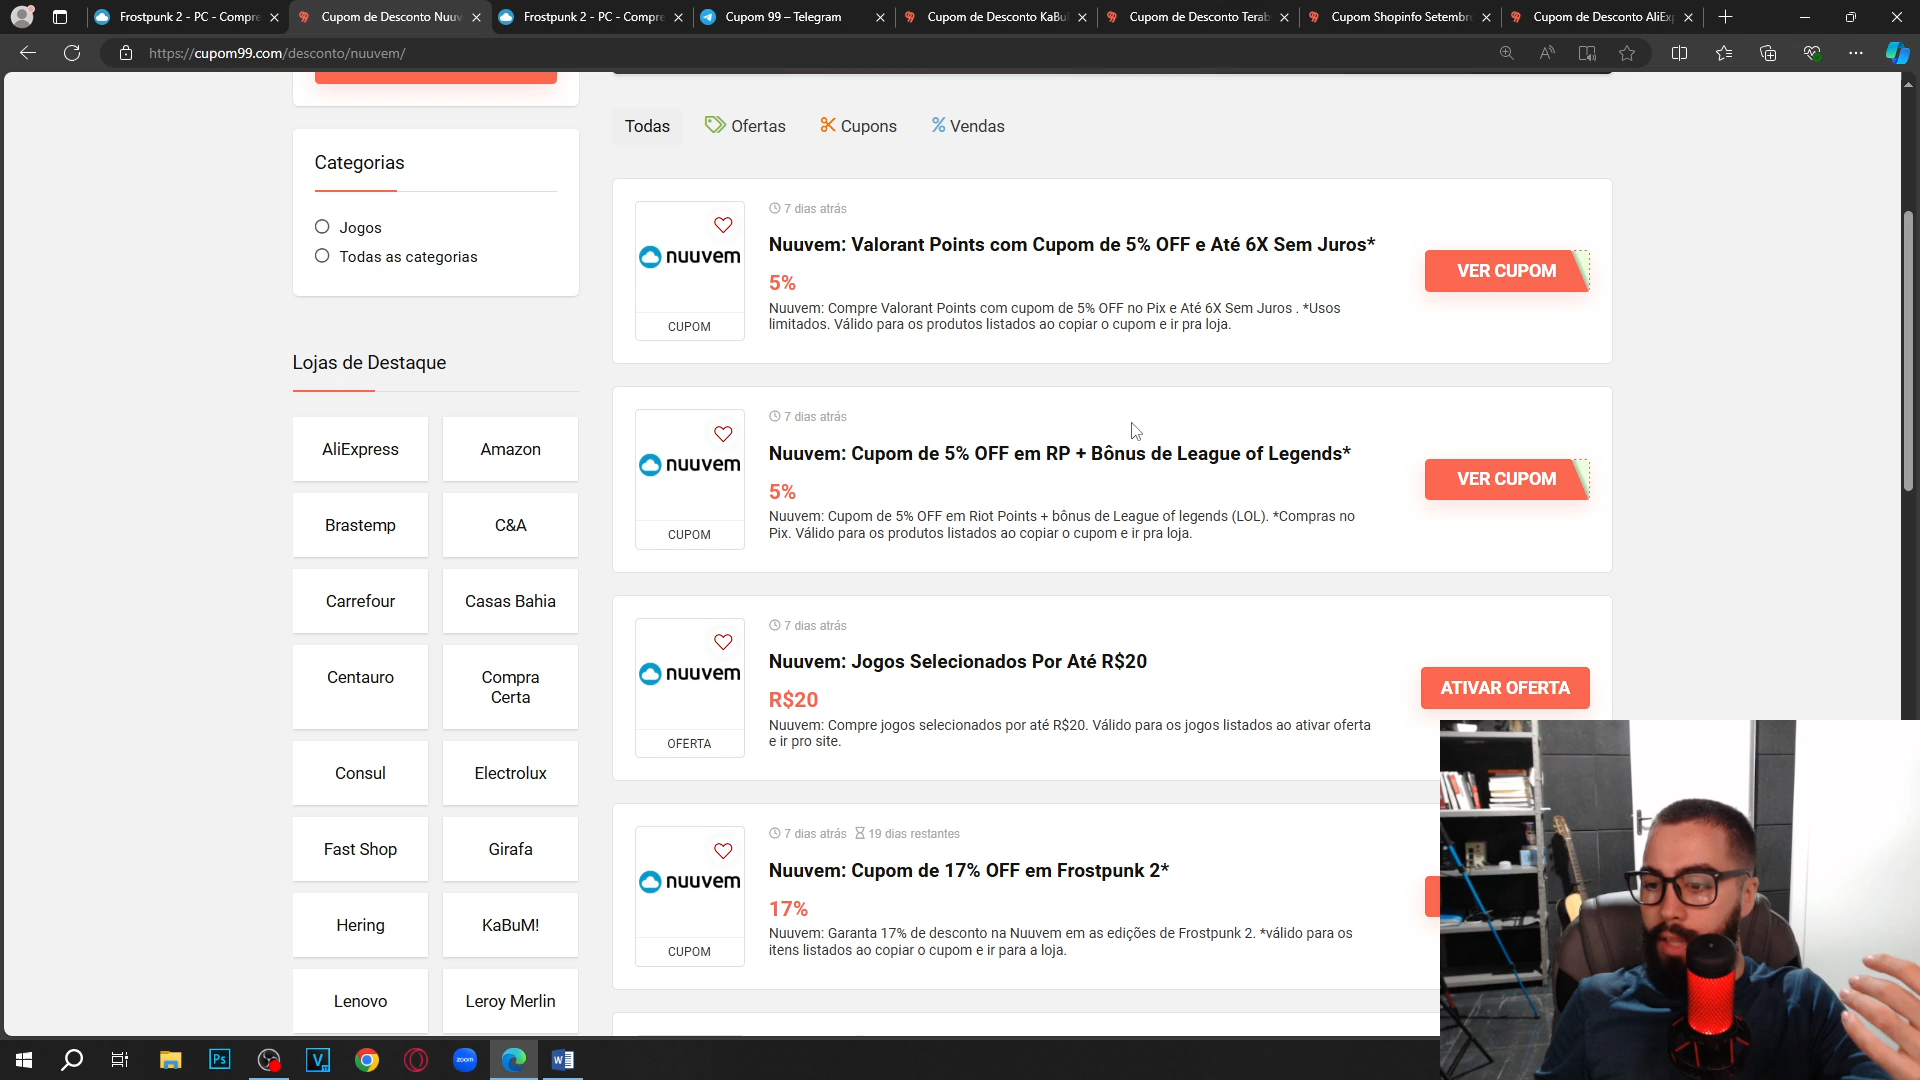 Frostpunk 2 - PC - Compre
Cupom de Desconto Nuuv
Frostpunk 2 - PC - Compre
Cupom 99 – Telegram
Cupom de Desconto KaBu
Cupom de Desconto Terab
Cupom Shopinfo Setembro
Cupom de Desconto AliEx
https://cupom99.com/desconto/nuuvem/
Todas
Ofertas
Cupons
Vendas
Categorias
Jogos
Todas as categorias
Lojas de Destaque
AliExpress
Amazon
Brastemp
C&A
Carrefour
Casas Bahia
Centauro
Compra
Certa
Consul
Electrolux
Fast Shop
Girafa
Hering
KaBuM!
Lenovo
Leroy Merlin
nuuvem
CUPOM
7 dias atrás
Nuuvem: Valorant Points com Cupom de 5% OFF e Até 6X Sem Juros*
5%
Nuuvem: Compre Valorant Points com cupom de 5% OFF no Pix e Até 6X Sem Juros . *Usos
limitados. Válido para os produtos listados ao copiar o cupom e ir pra loja.
VER CUPOM
nuuvem
CUPOM
7 dias atrás
Nuuvem: Cupom de 5% OFF em RP + Bônus de League of Legends*
5%
Nuuvem: Cupom de 5% OFF em Riot Points + bônus de League of legends (LOL). *Compras no
Pix. Válido para os produtos listados ao copiar o cupom e ir pra loja.
VER CUPOM
nuuvem
OFERTA
7 dias atrás
Nuuvem: Jogos Selecionados Por Até R$20
R$20
Nuuvem: Compre jogos selecionados por até R$20. Válido para os jogos listados ao ativar oferta
e ir pro site.
ATIVAR OFERTA
nuuvem
CUPOM
7 dias atrás
19 dias restantes
Nuuvem: Cupom de 17% OFF em Frostpunk 2*
17%
Nuuvem: Garanta 17% de desconto na Nuuvem em as edições de Frostpunk 2. *válido para os
itens listados ao copiar o cupom e ir para a loja.
Ps
V
zoom
W